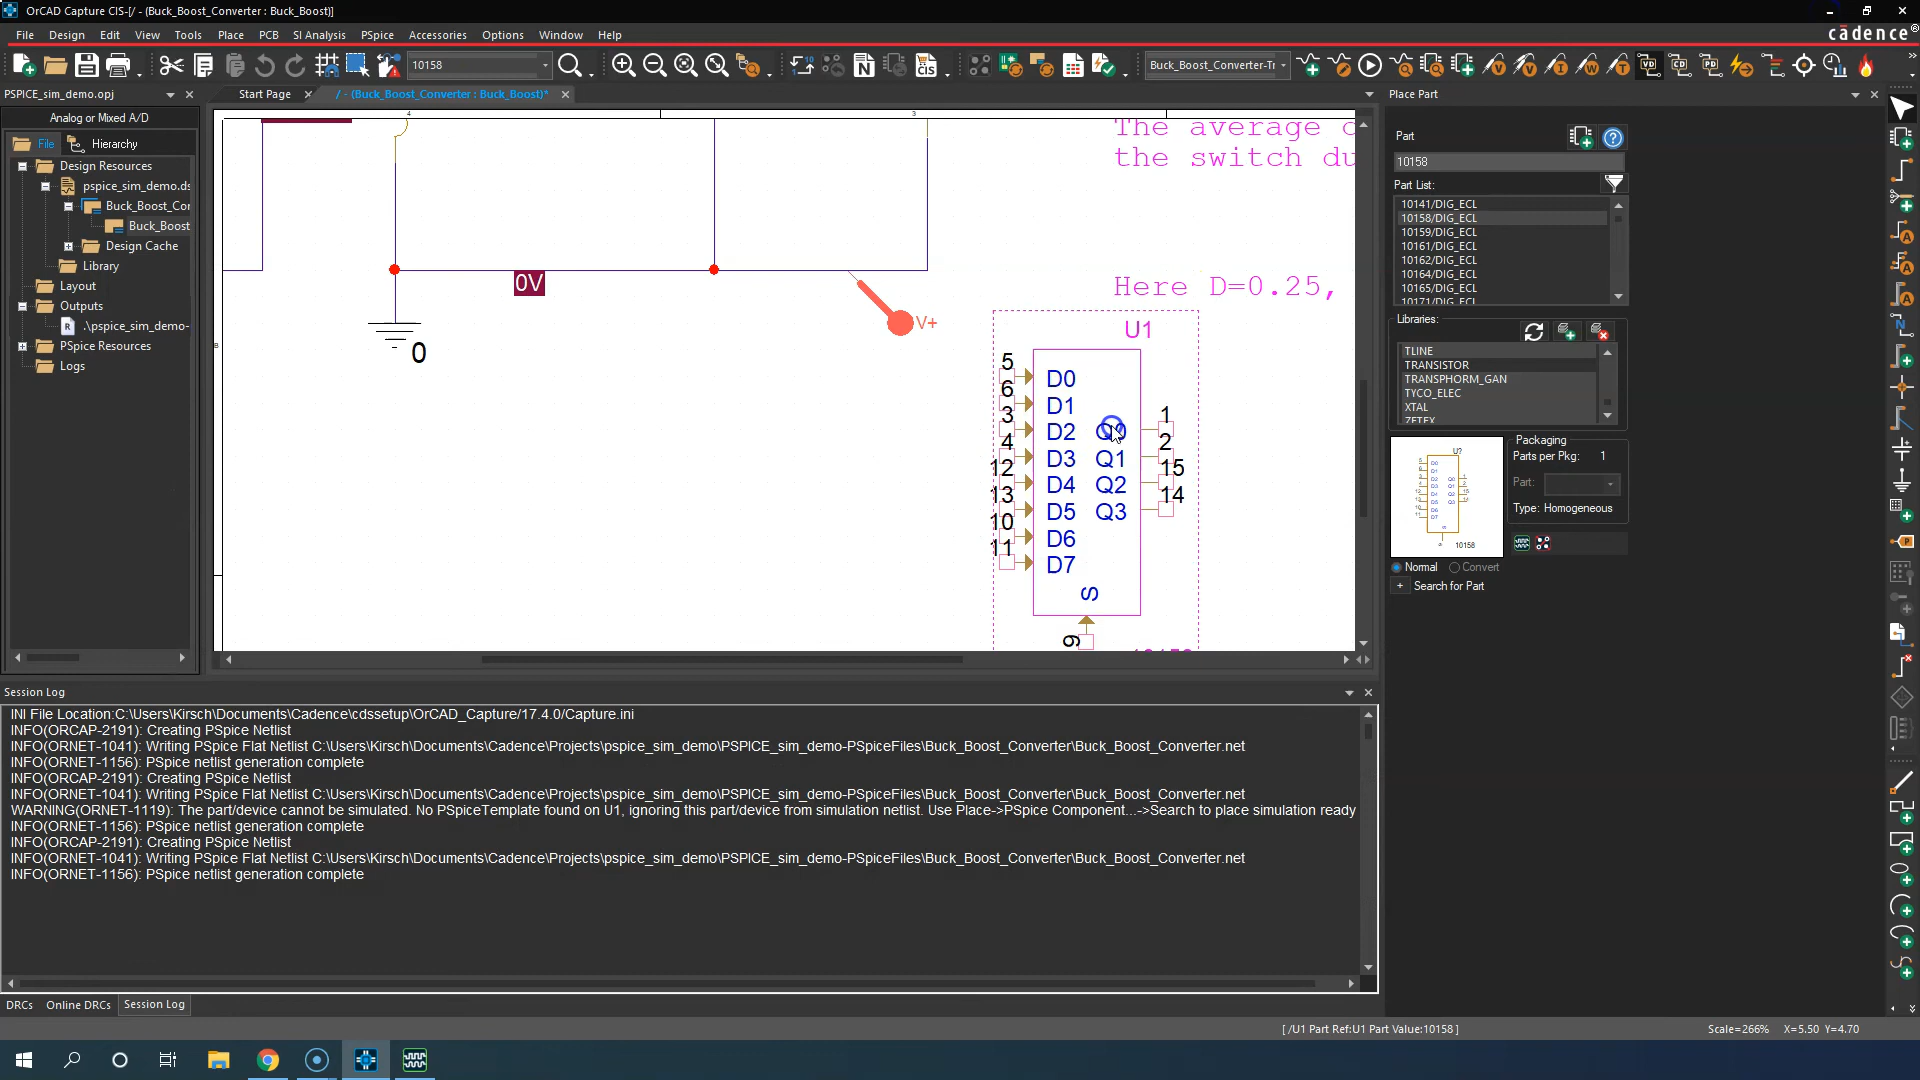 OrCAD Capture CIS-[/ - (Buck_Boost_Converter : Buck_Boost)]
File Design Edit View Tools Place PCB SI Analysis PSpice Accessories Options Window Help
cadence®
10158
Buck_Boost_Converter-Tr
PSPICE_sim_demo.opj
Start Page
/ - (Buck_Boost_Converter : Buck_Boost)*
Place Part
Analog or Mixed A/D
File
Hierarchy
Design Resources
pspice_sim_demo.ds
Buck_Boost_Cor
Buck_Boost
Design Cache
Library
Layout
Outputs
.\pspice_sim_demo-
PSpice Resources
Logs
4
3
B
The average c
the switch du
Here D=0.25,
0V
0
V+
U1
5 D0
6 D1
3 D2 Q0 1
4 D3 Q1 2
12 D4 Q2 15
13 D5 Q3 14
10 D6
11 D7
S
9
Part
10158
Part List:
10141/DIG_ECL
10158/DIG_ECL
10159/DIG_ECL
10161/DIG_ECL
10162/DIG_ECL
10164/DIG_ECL
10165/DIG_ECL
10171/DIG_ECL
Libraries:
TLINE
TRANSISTOR
TRANSPHORM_GAN
TYCO_ELEC
XTAL
ZETEX
U?
10158
Packaging
Parts per Pkg: 1
Part:
Type: Homogeneous
Normal Convert
+ Search for Part
Session Log
INI File Location:C:\Users\Kirsch\Documents\Cadence\cdssetup\OrCAD_Capture/17.4.0/Capture.ini
INFO(ORCAP-2191): Creating PSpice Netlist
INFO(ORNET-1041): Writing PSpice Flat Netlist C:\Users\Kirsch\Documents\Cadence\Projects\pspice_sim_demo\PSPICE_sim_demo-PSpiceFiles\Buck_Boost_Converter\Buck_Boost_Converter.net
INFO(ORNET-1156): PSpice netlist generation complete
INFO(ORCAP-2191): Creating PSpice Netlist
INFO(ORNET-1041): Writing PSpice Flat Netlist C:\Users\Kirsch\Documents\Cadence\Projects\pspice_sim_demo\PSPICE_sim_demo-PSpiceFiles\Buck_Boost_Converter\Buck_Boost_Converter.net
WARNING(ORNET-1119): The part/device cannot be simulated. No PSpiceTemplate found on U1, ignoring this part/device from simulation netlist. Use Place->PSpice Component...->Search to place simulation ready
INFO(ORNET-1156): PSpice netlist generation complete
INFO(ORCAP-2191): Creating PSpice Netlist
INFO(ORNET-1041): Writing PSpice Flat Netlist C:\Users\Kirsch\Documents\Cadence\Projects\pspice_sim_demo\PSPICE_sim_demo-PSpiceFiles\Buck_Boost_Converter\Buck_Boost_Converter.net
INFO(ORNET-1156): PSpice netlist generation complete
DRCs Online DRCs Session Log
[ /U1 Part Ref:U1 Part Value:10158 ]
Scale=266% X=5.50 Y=4.70